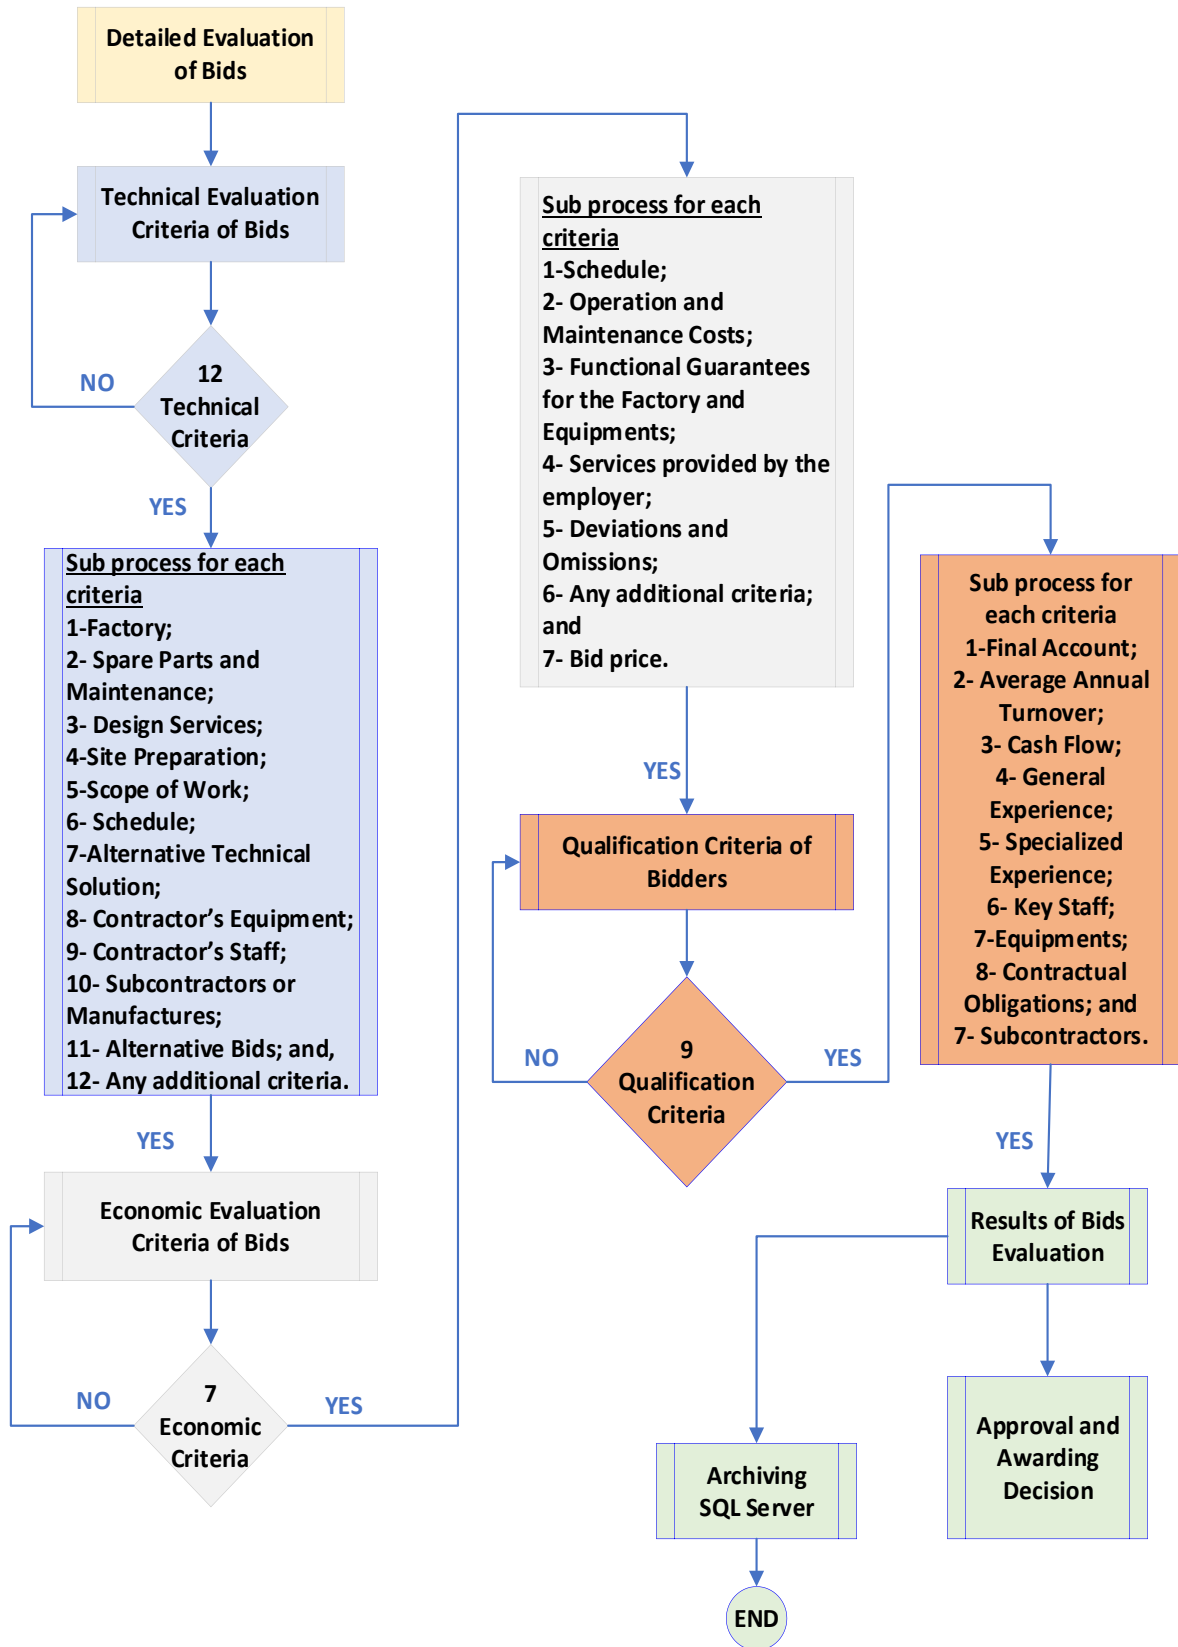 Detailed Evaluation
of Bids
Technical Evaluation
Criteria of Bids
NO
12
Technical
Criteria
YES
Sub process for each
criteria
1-Factory;
2- Spare Parts and
Maintenance;
3- Design Services;
4-Site Preparation;
5-Scope of Work;
6- Schedule;
7-Alternative Technical
Solution;
8- Contractor’s Equipment;
9- Contractor’s Staff;
10- Subcontractors or
Manufactures;
11- Alternative Bids; and,
12- Any additional criteria.
YES
Economic Evaluation
Criteria of Bids
NO
7
Economic
Criteria
YES
Sub process for each
criteria
1-Schedule;
2- Operation and
Maintenance Costs;
3- Functional Guarantees
for the Factory and
Equipments;
4- Services provided by the
employer;
5- Deviations and
Omissions;
6- Any additional criteria;
and
7- Bid price.
YES
Qualification Criteria of
Bidders
NO
9
Qualification
Criteria
YES
Sub process for
each criteria
1-Final Account;
2- Average Annual
Turnover;
3- Cash Flow;
4- General
Experience;
5- Specialized
Experience;
6- Key Staff;
7-Equipments;
8- Contractual
Obligations; and
7- Subcontractors.
YES
Results of Bids
Evaluation
Approval and
Awarding
Decision
Archiving
SQL Server
END